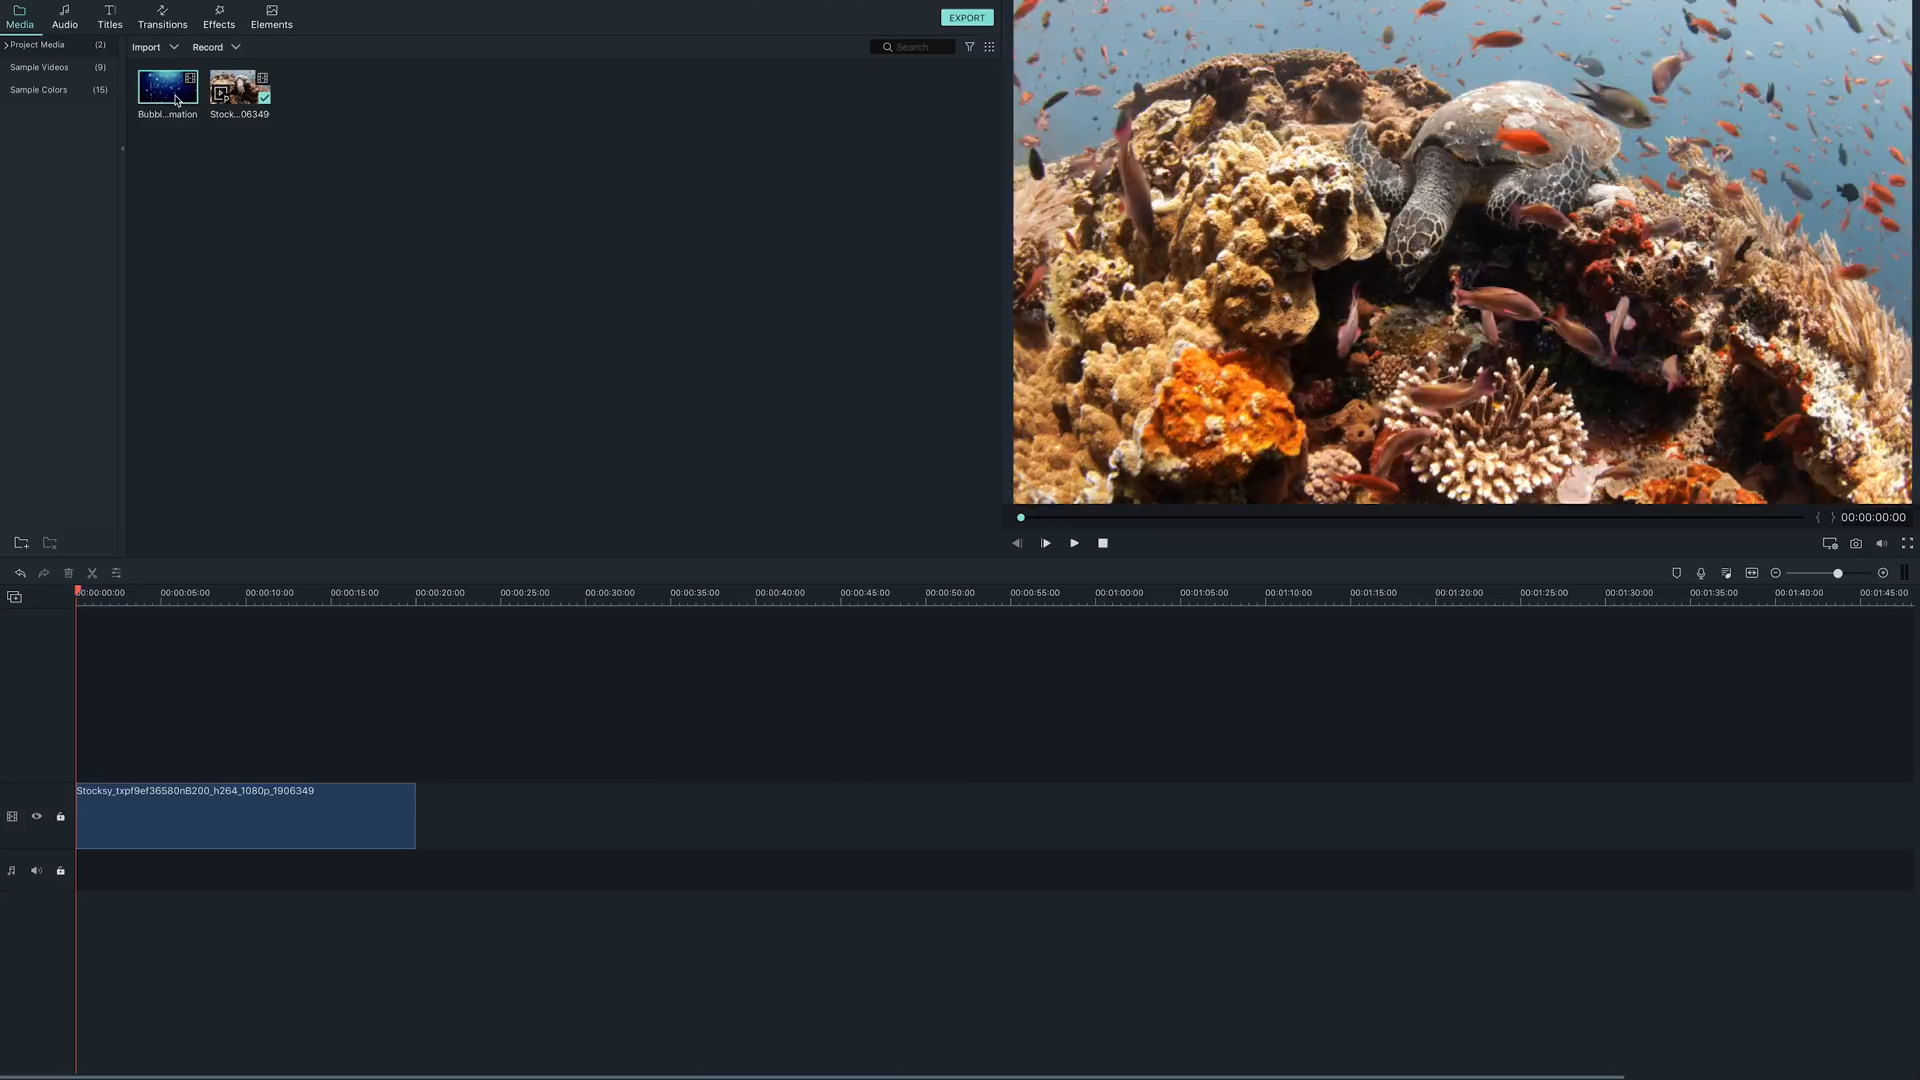 Media Audio Titles Transitions Effects Elements EXPORT
Project Media (2) Import Record Search
Sample Videos (9)
Sample Colors (15)
Bubbl...mation Stock...06349
{ } 00:00:00:00
00:00:00:00 00:00:05:00 00:00:10:00 00:00:15:00 00:00:20:00 00:00:25:00 00:00:30:00 00:00:35:00 00:00:40:00 00:00:45:00 00:00:50:00 00:00:55:00 00:01:00:00 00:01:05:00 00:01:10:00 00:01:15:00 00:01:20:00 00:01:25:00 00:01:30:00 00:01:35:00 00:01:40:00 00:01:45:00
Stocksy_txpf9ef36580nB200_h264_1080p_1906349